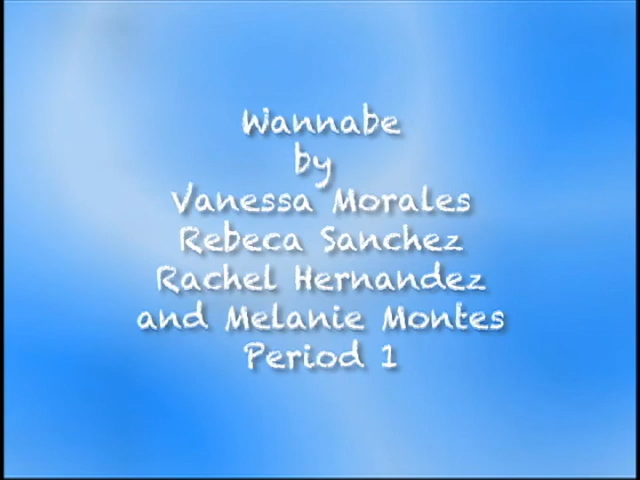 Wannabe
by
Vanessa Morales
Rebeca Sanchez
Rachel Hernandez
and Melanie Montes
Period 1